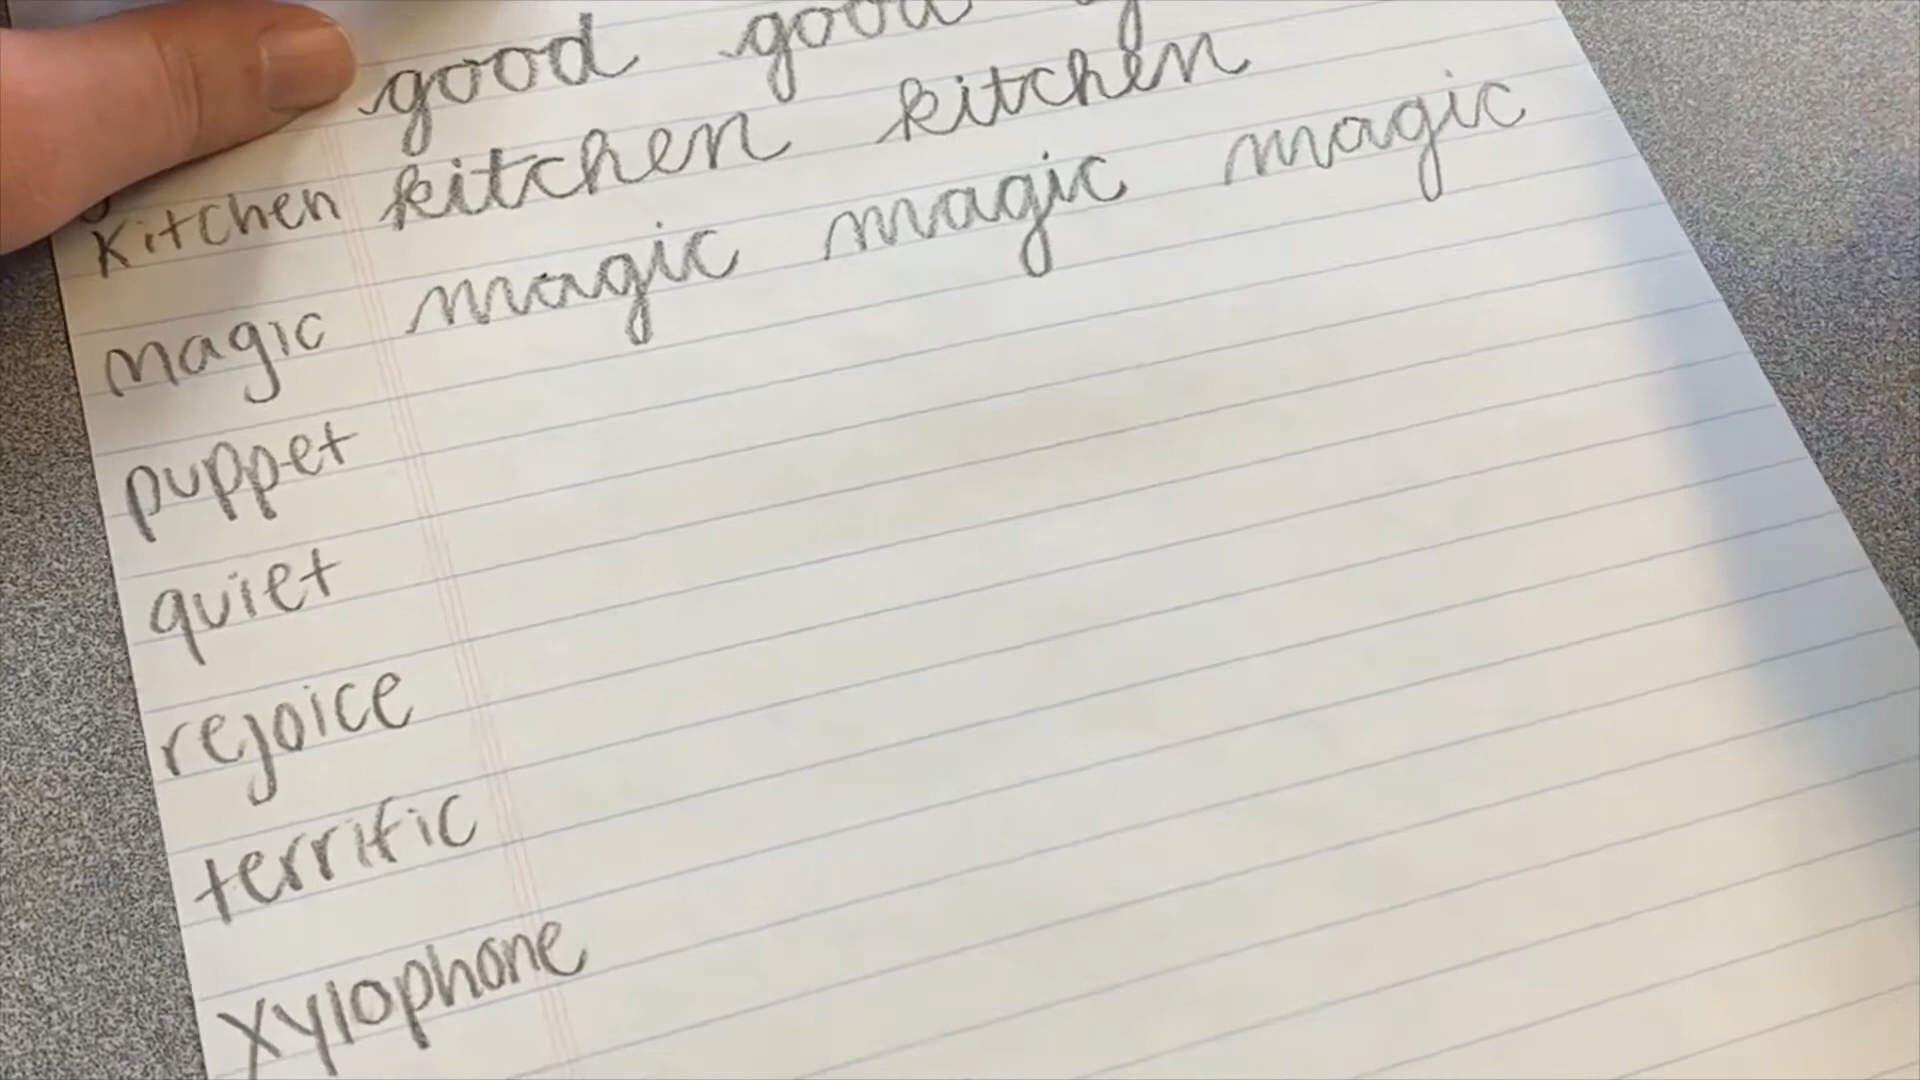 good good
kitchen kitchen kitchen
magic magic magic magic
puppet
quiet
rejoice
terrific
xylophone